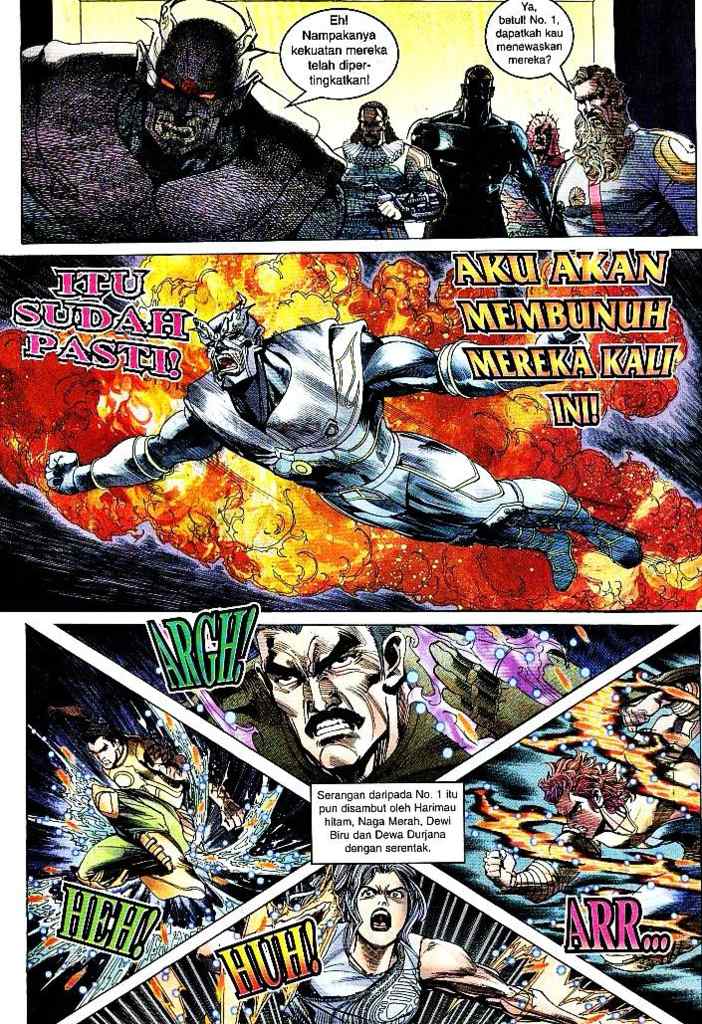 Eh!
Nampakanya
kekuatan mereka
telah diper-
tingkatkan!
Ya,
batul! No. 1,
dapatkah kau
menewaskan
mereka?
ITU
SUDAH
PASTI!
AKU AKAN
MEMBUNUH
MEREKA KALI
INI!
ARGH!
Serangan daripada No. 1 itu
pun disambut oleh Harimau
hitam, Naga Merah, Dewi
Biru dan Dewa Durjana
dengan serentak.
HEH!
HUH!
ARR...